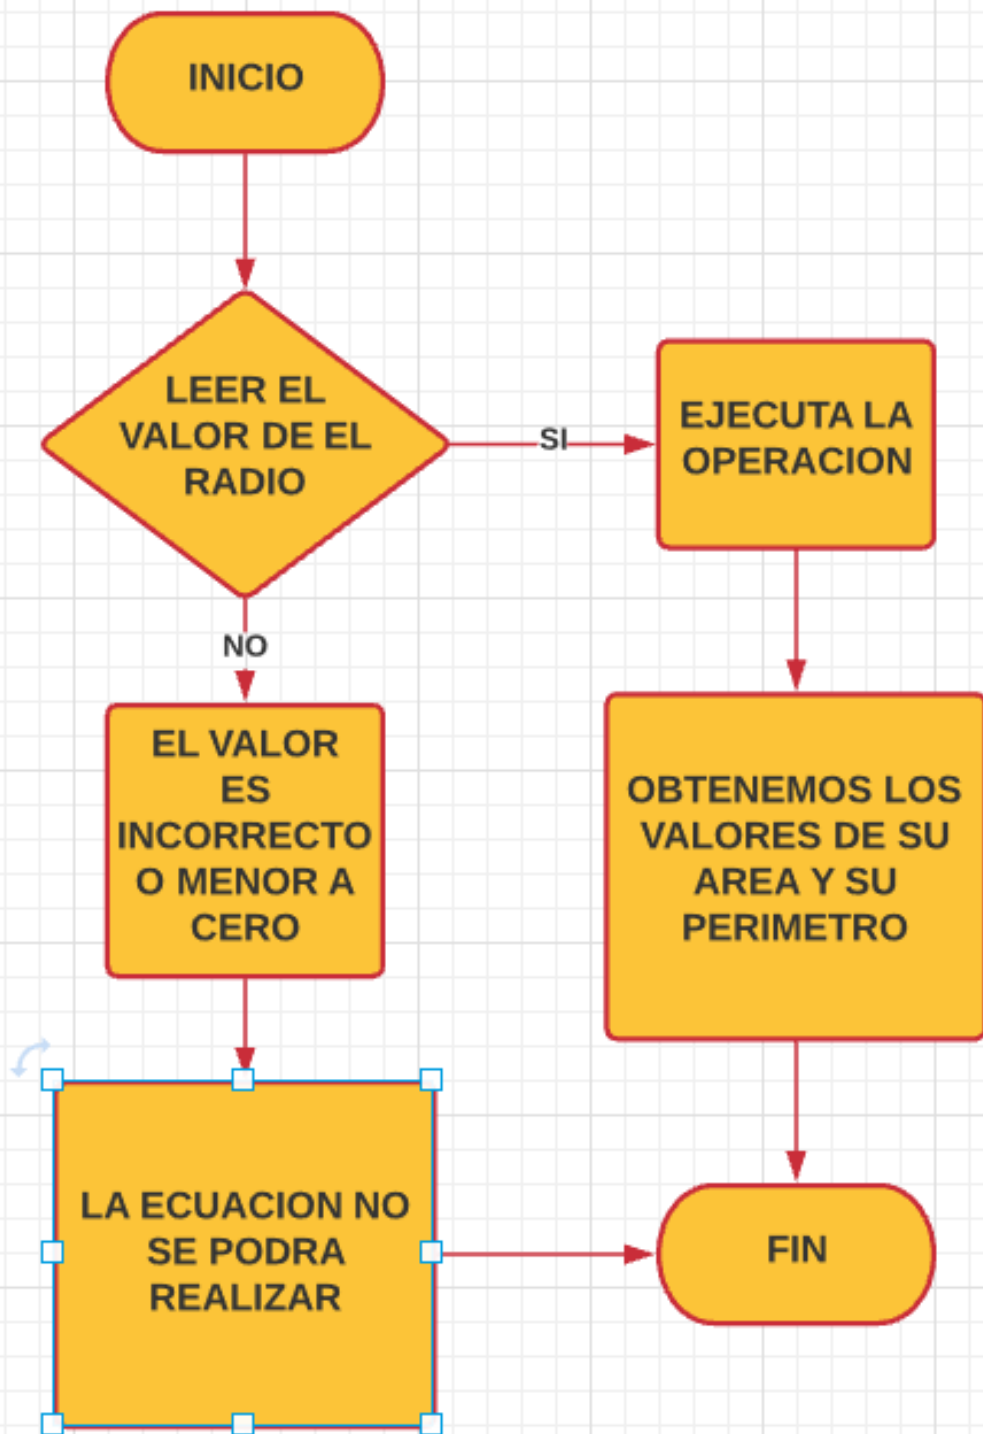 INICIO
LEER EL
VALOR DE EL
RADIO
SI
EJECUTA LA
OPERACION
NO
EL VALOR
ES
INCORRECTO
O MENOR A
CERO
OBTENEMOS LOS
VALORES DE SU
AREA Y SU
PERIMETRO
LA ECUACION NO
SE PODRA
REALIZAR
FIN